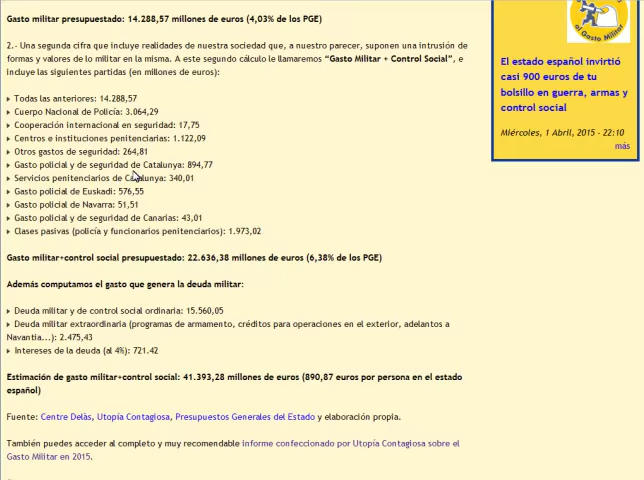 Gasto militar presupuestado: 14.288,57 millones de euros (4,03% de los PGE)
2.- Una segunda cifra que incluye realidades de nuestra sociedad que, a nuestro parecer, suponen una intrusión de
formas y valores de lo militar en la misma. A este segundo cálculo le llamaremos “Gasto Militar + Control Social”, e
incluye las siguientes partidas (en millones de euros):
Todas las anteriores: 14.288,57
Cuerpo Nacional de Policía: 3.064,29
Cooperación internacional en seguridad: 17,75
Centros e instituciones penitenciarias: 1.122,09
Otros gastos de seguridad: 264,81
Gasto policial y de seguridad de Catalunya: 894,77
Servicios penitenciarios de Catalunya: 340,01
Gasto policial de Euskadi: 576,55
Gasto policial de Navarra: 51,51
Gasto policial y de seguridad de Canarias: 43,01
Clases pasivas (policía y funcionarios penitenciarios): 1.973,02
Gasto militar+control social presupuestado: 22.636,38 millones de euros (6,38% de los PGE)
Además computamos el gasto que genera la deuda militar:
Deuda militar y de control social ordinaria: 15.560,05
Deuda militar extraordinaria (programas de armamento, créditos para operaciones en el exterior, adelantos a
Navantia...): 2.475,43
Intereses de la deuda (al 4%): 721.42
Estimación de gasto militar+control social: 41.393,28 millones de euros (890,87 euros por persona en el estado
español)
Fuente: Centre Delàs, Utopía Contagiosa, Presupuestos Generales del Estado y elaboración propia.
También puedes acceder al completo y muy recomendable informe confeccionado por Utopía Contagiosa sobre el
Gasto Militar en 2015.
al Gasto Militar
El estado español invirtió
casi 900 euros de tu
bolsillo en guerra, armas y
control social
Miércoles, 1 Abril, 2015 - 22:10
más